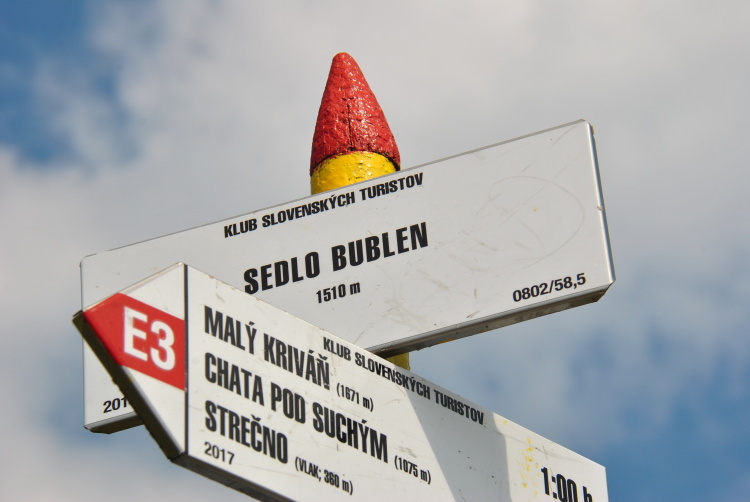 KLUB SLOVENSKÝCH TURISTOV
SEDLO BUBLEN
1510 m
0802/58,5
E3
KLUB SLOVENSKÝCH TURISTOV
MALÝ KRIVÁŇ (1671 m)
CHATA POD SUCHÝM (1075 m)
STREČNO (VLAK; 360 m)
2017
1:00 h